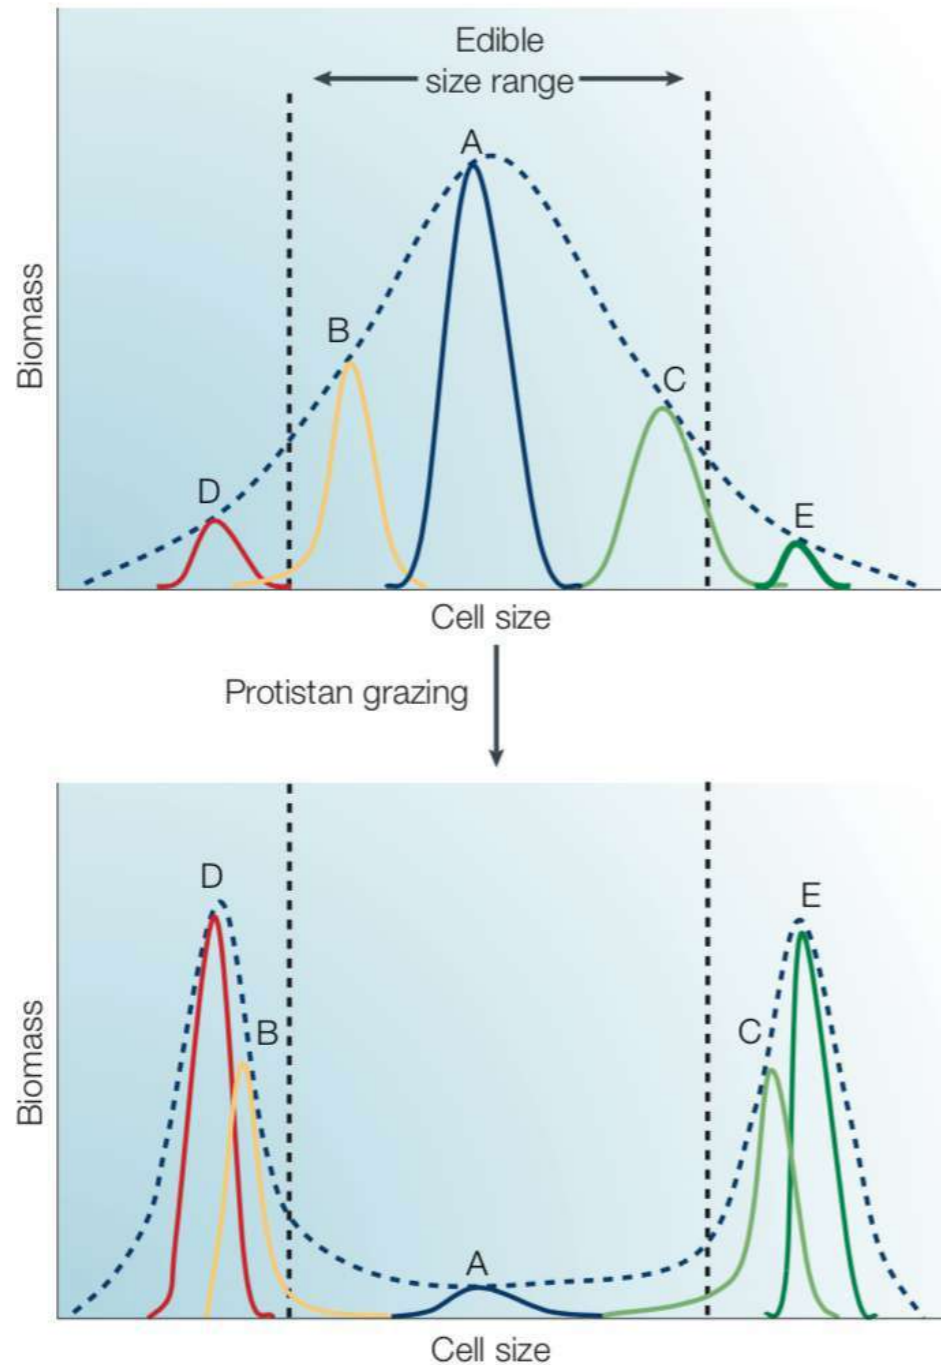 Edible
size range
A
B
C
D
E
Biomass
Cell size
Protistan grazing
D
E
B
C
A
Biomass
Cell size